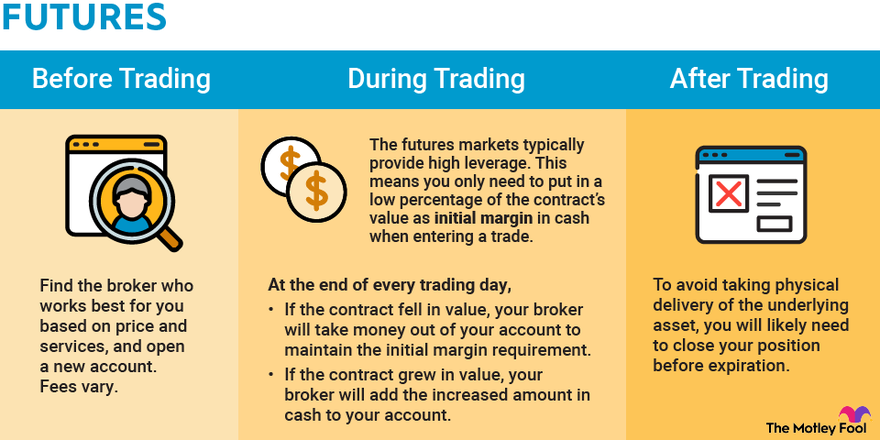 FUTURES
Before Trading
During Trading
After Trading
Find the broker who
works best for you
based on price and
services, and open
a new account.
Fees vary.
$
$
The futures markets typically
provide high leverage. This
means you only need to put in a
low percentage of the contract's
value as initial margin in cash
when entering a trade.
At the end of every trading day,
• If the contract fell in value, your broker
will take money out of your account to
maintain the initial margin requirement.
• If the contract grew in value, your
broker will add the increased amount in
cash to your account.
To avoid taking physical
delivery of the underlying
asset, you will likely need
to close your position
before expiration.
The Motley Fool